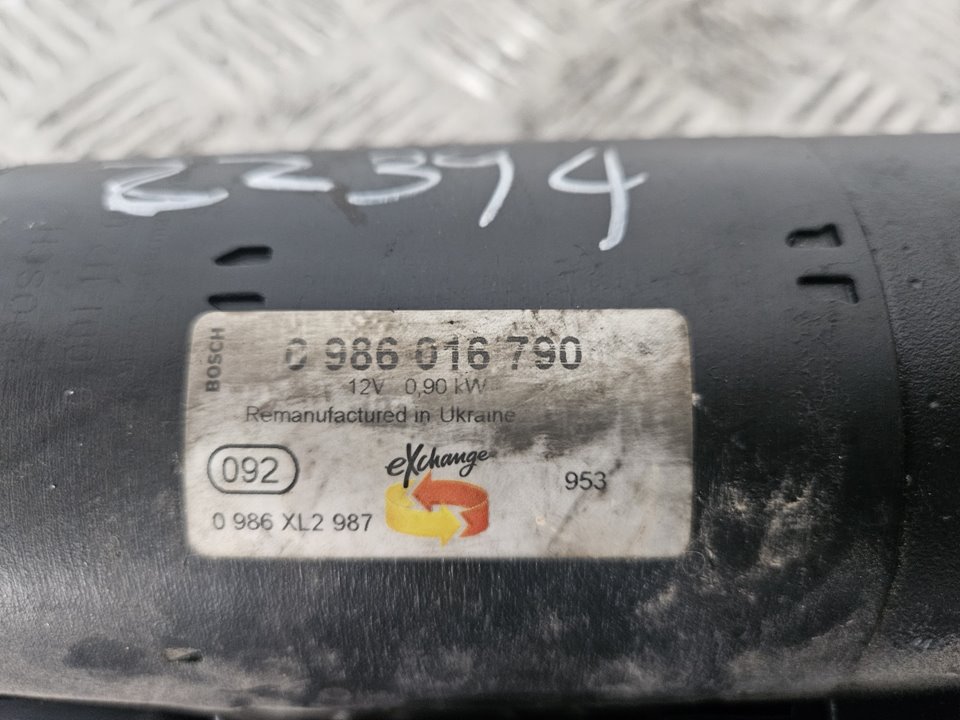 22394
BOSCH
0 986 016 790
12V 0,90 kW
Remanufactured in Ukraine
092
eXchange
953
0 986 XL2 987